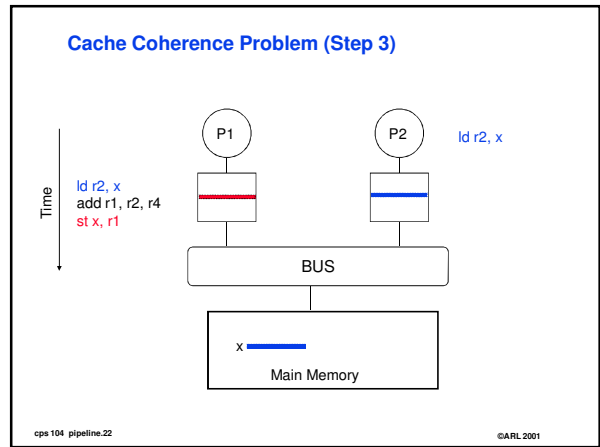 Cache Coherence Problem (Step 3)
P1
P2
ld r2, x
Time
ld r2, x
add r1, r2, r4
st x, r1
BUS
x
Main Memory
cps 104 pipeline.22
©ARL 2001